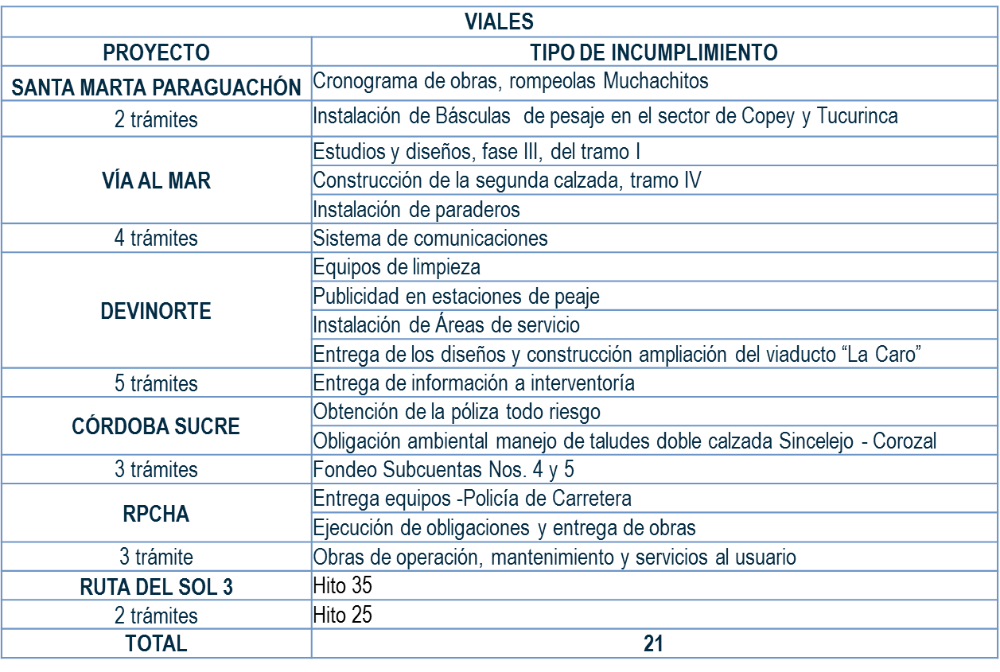 VIALES
PROYECTO TIPO DE INCUMPLIMIENTO
SANTA MARTA PARAGUACHÓN Cronograma de obras, rompeolas Muchachitos
2 trámites Instalación de Básculas de pesaje en el sector de Copey y Tucurinca
Estudios y diseños, fase III, del tramo I
VÍA AL MAR Construcción de la segunda calzada, tramo IV
Instalación de paraderos
4 trámites Sistema de comunicaciones
Equipos de limpieza
Publicidad en estaciones de peaje
DEVINORTE
Instalación de Áreas de servicio
Entrega de los diseños y construcción ampliación del viaducto “La Caro”
5 trámites Entrega de información a interventoría
CÓRDOBA SUCRE
Obtención de la póliza todo riesgo
Obligación ambiental manejo de taludes doble calzada Sincelejo - Corozal
3 trámites Fondeo Subcuentas Nos. 4 y 5
RPCHA
Entrega equipos -Policía de Carretera
Ejecución de obligaciones y entrega de obras
3 trámite Obras de operación, mantenimiento y servicios al usuario
RUTA DEL SOL 3 Hito 35
2 trámites Hito 25
TOTAL 21